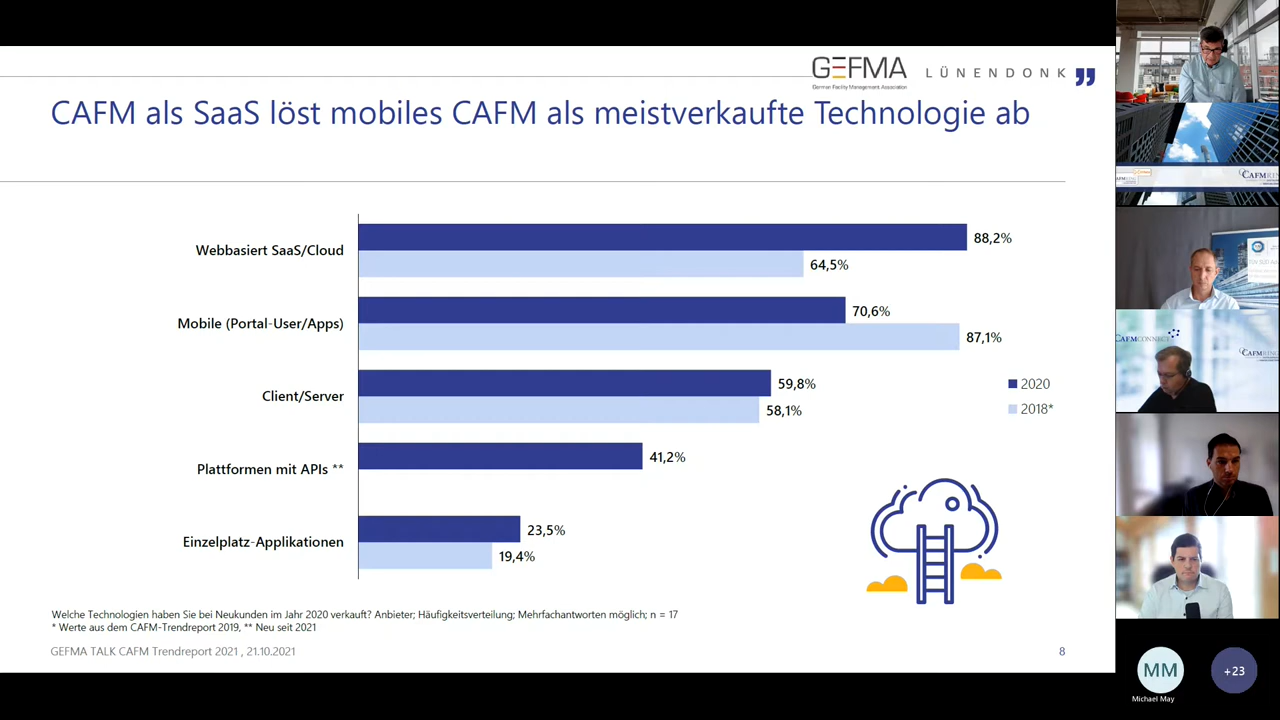 GEFMA
German Facility Management Association
LÜNENDONK
CAFM als SaaS löst mobiles CAFM als meistverkaufte Technologie ab
Webbasiert SaaS/Cloud
88,2%
64,5%
Mobile (Portal-User/Apps)
70,6%
87,1%
Client/Server
59,8%
58,1%
Plattformen mit APIs **
41,2%
Einzelplatz-Applikationen
23,5%
19,4%
2020
2018*
Welche Technologien haben Sie bei Neukunden im Jahr 2020 verkauft? Anbieter; Häufigkeitsverteilung; Mehrfachantworten möglich; n = 17
* Werte aus dem CAFM-Trendreport 2019, ** Neu seit 2021
GEFMA TALK CAFM Trendreport 2021 , 21.10.2021
8
CAFMRIN
CAFMCONNECT
CAFMRING
MM
Michael May
+23